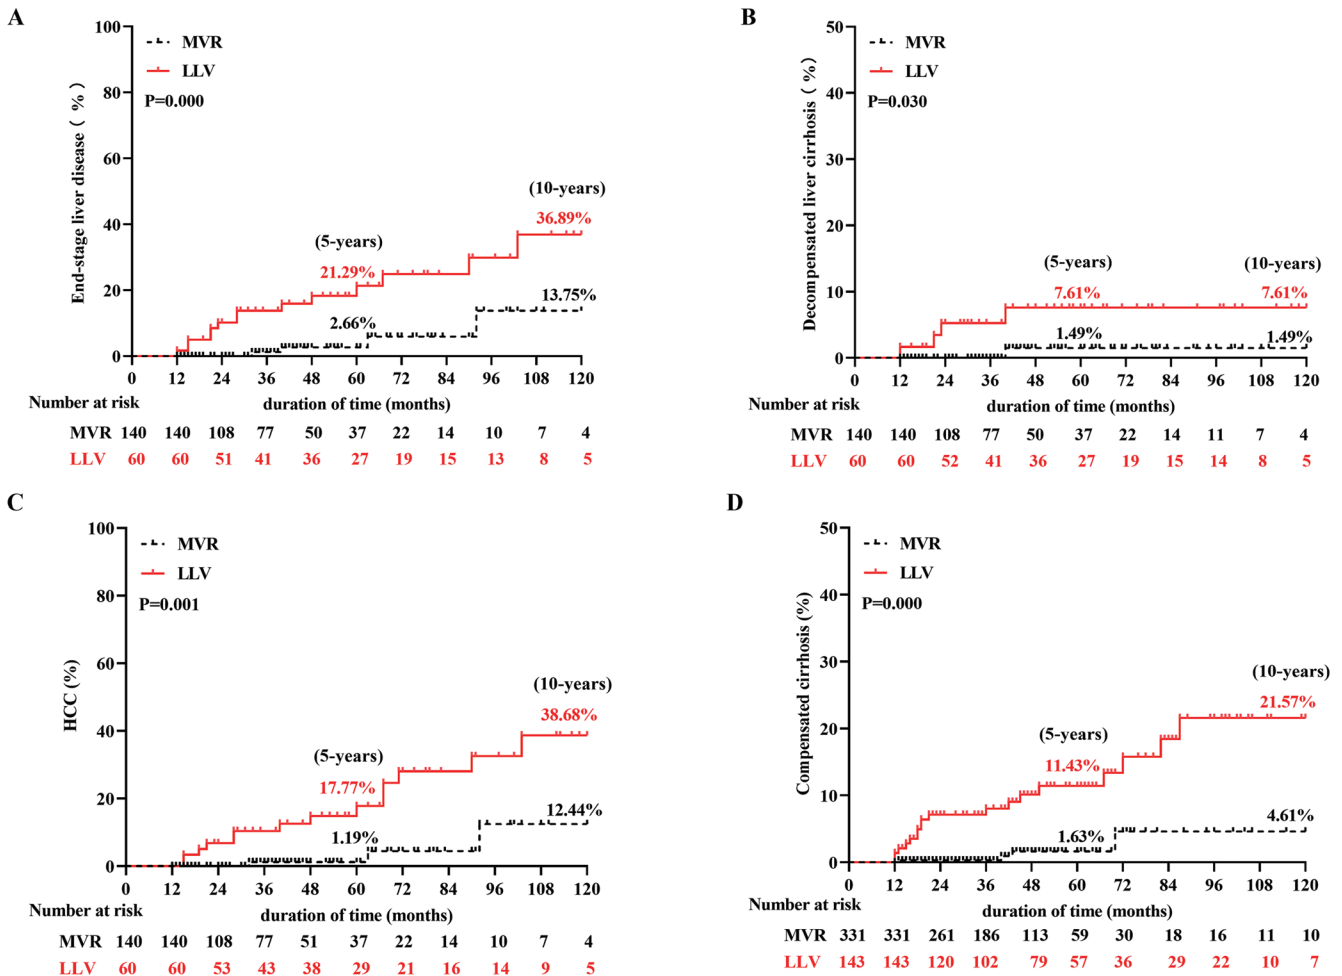 A
End-stage liver disease ( %)
100
80
60
40
20
0
MVR
LLV
P=0.000
(5-years)
21.29%
2.66%
(10-years)
36.89%
13.75%
0 12 24 36 48 60 72 84 96 108 120
Number at risk
duration of time (months)
MVR 140 140 108 77 50 37 22 14 10 7 4
LLV 60 60 51 41 36 27 19 15 13 8 5
B
Decompensated liver cirrhosis ( %)
50
40
30
20
10
0
MVR
LLV
P=0.030
(5-years)
7.61%
1.49%
(10-years)
7.61%
1.49%
0 12 24 36 48 60 72 84 96 108 120
Number at risk
duration of time (months)
MVR 140 140 108 77 50 37 22 14 11 7 4
LLV 60 60 52 41 36 27 19 15 14 8 5
C
HCC (%)
100
80
60
40
20
0
MVR
LLV
P=0.001
(5-years)
17.77%
1.19%
(10-years)
38.68%
12.44%
0 12 24 36 48 60 72 84 96 108 120
Number at risk
duration of time (months)
MVR 140 140 108 77 51 37 22 14 10 7 4
LLV 60 60 53 43 38 29 21 16 14 9 5
D
Compensated cirrhosis (%)
50
40
30
20
10
0
MVR
LLV
P=0.000
(5-years)
11.43%
1.63%
(10-years)
21.57%
4.61%
0 12 24 36 48 60 72 84 96 108 120
Number at risk
duration of time (months)
MVR 331 331 261 186 113 59 30 18 16 11 10
LLV 143 143 120 102 79 57 36 29 22 10 7